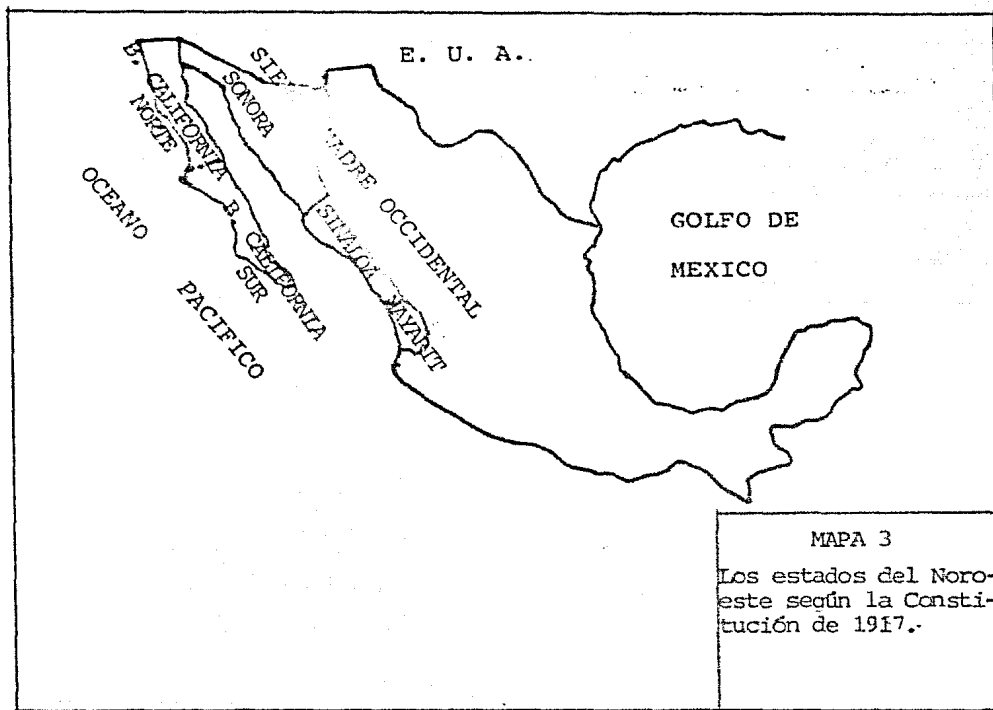 E. U. A.
B. CALIFORNIA
NORTE
SONORA
MADRE OCCIDENTAL
OCEANO
PACIFICO
B. CALIFORNIA
SUR
SINALOA
NAYARIT
GOLFO DE
MEXICO
MAPA 3
Los estados del Noro-
este según la Consti-
tución de 1917.-